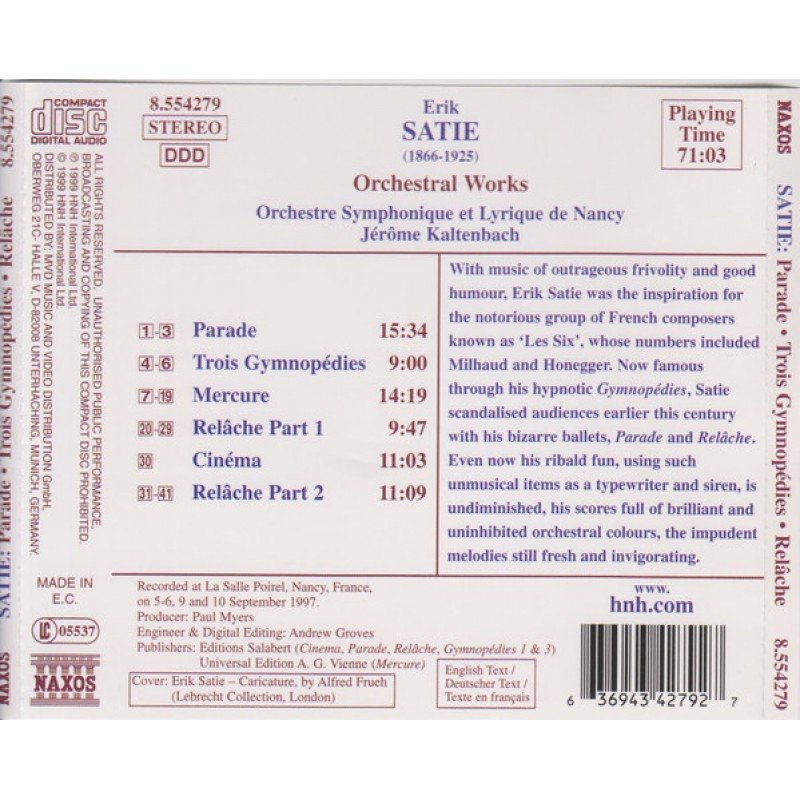 8.554279
STEREO
DDD
Erik
SATIE
(1866-1925)
Orchestral Works
Orchestre Symphonique et Lyrique de Nancy
Jérôme Kaltenbach
Playing
Time
71:03
1-3 Parade 15:34
4-6 Trois Gymnopédies 9:00
7-19 Mercure 14:19
20-29 Relâche Part 1 9:47
30 Cinéma 11:03
31-41 Relâche Part 2 11:09
With music of outrageous frivolity and good
humour, Erik Satie was the inspiration for
the notorious group of French composers
known as ‘Les Six’, whose numbers included
Milhaud and Honegger. Now famous
through his hypnotic Gymnopédies, Satie
scandalised audiences earlier this century
with his bizarre ballets, Parade and Relâche.
Even now his ribald fun, using such
unmusical items as a typewriter and siren, is
undiminished, his scores full of brilliant and
uninhibited orchestral colours, the impudent
melodies still fresh and invigorating.
Recorded at La Salle Poirel, Nancy, France,
on 5-6, 9 and 10 September 1997.
Producer: Paul Myers
Engineer & Digital Editing: Andrew Groves
Publishers: Editions Salabert (Cinema, Parade, Relâche, Gymnopédies 1 & 3)
Universal Edition A. G. Vienne (Mercure)
Cover: Erik Satie – Caricature, by Alfred Frueh
(Lebrecht Collection, London)
English Text /
Deutscher Text /
Texte en français
www.
hnh.com
6 36943 42792 7
COMPACT
disc
DIGITAL AUDIO
ALL RIGHTS RESERVED. UNAUTHORISED PUBLIC PERFORMANCE,
BROADCASTING AND COPYING OF THIS COMPACT DISC PROHIBITED.
℗ 1999 HNH International Ltd.
© 1999 HNH International Ltd.
DISTRIBUTED BY: MVD MUSIC AND VIDEO DISTRIBUTION GmbH,
OBERWEG 21C- HALLE V, D-82008 UNTERHACHING, MUNICH, GERMANY.
MADE IN
E.C.
LC 05537
NAXOS
NAXOS SATIE: Parade • Trois Gymnopédies • Relâche 8.554279
NAXOS SATIE: Parade • Trois Gymnopédies • Relâche 8.554279